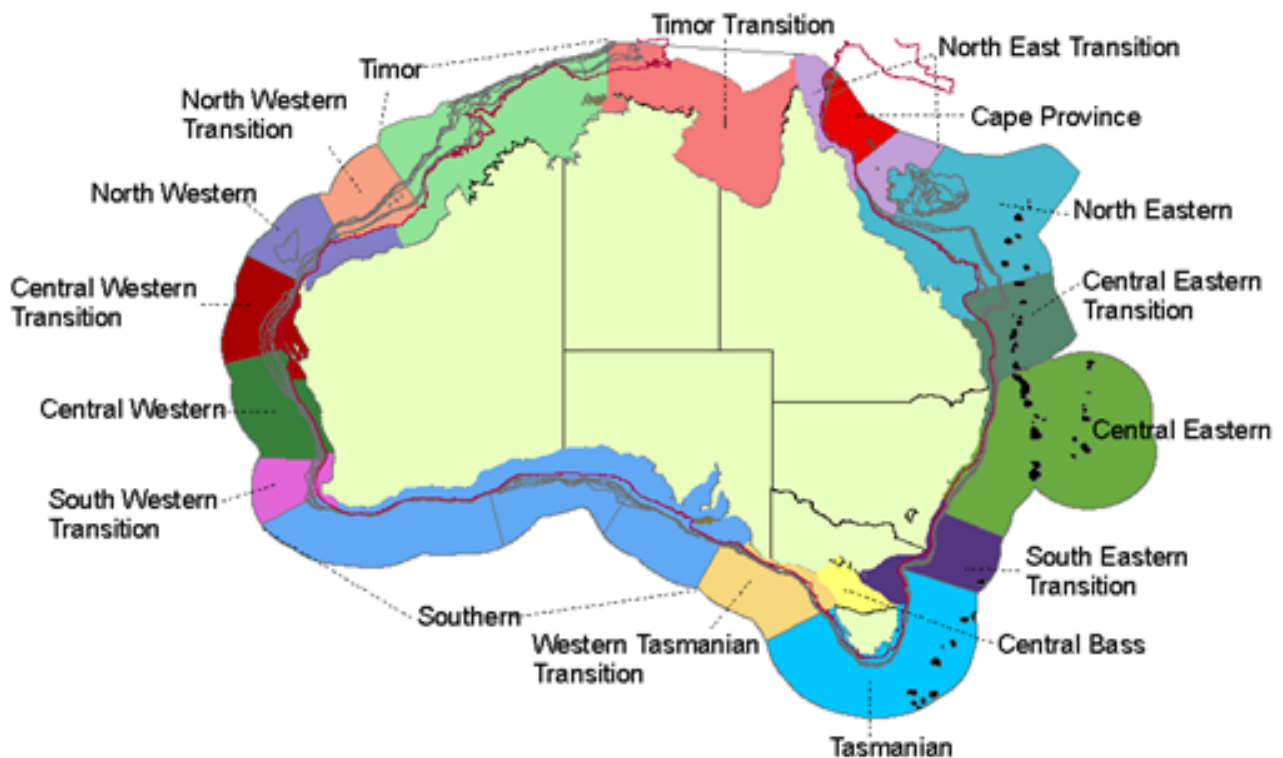 Timor Transition
North East Transition
Timor
North Western
Transition
Cape Province
North Western
North Eastern
Central Western
Transition
Central Eastern
Transition
Central Western
Central Eastern
South Western
Transition
South Eastern
Transition
Southern
Western Tasmanian
Transition
Central Bass
Tasmanian